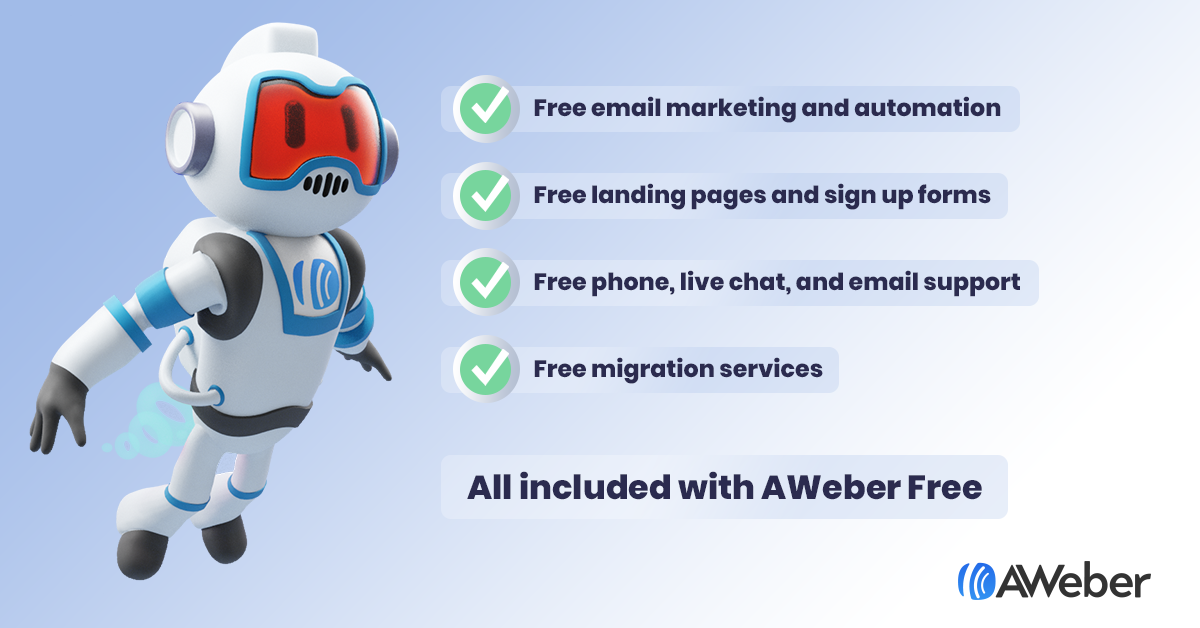 Free email marketing and automation
Free landing pages and sign up forms
Free phone, live chat, and email support
Free migration services
All included with AWeber Free
AWeber